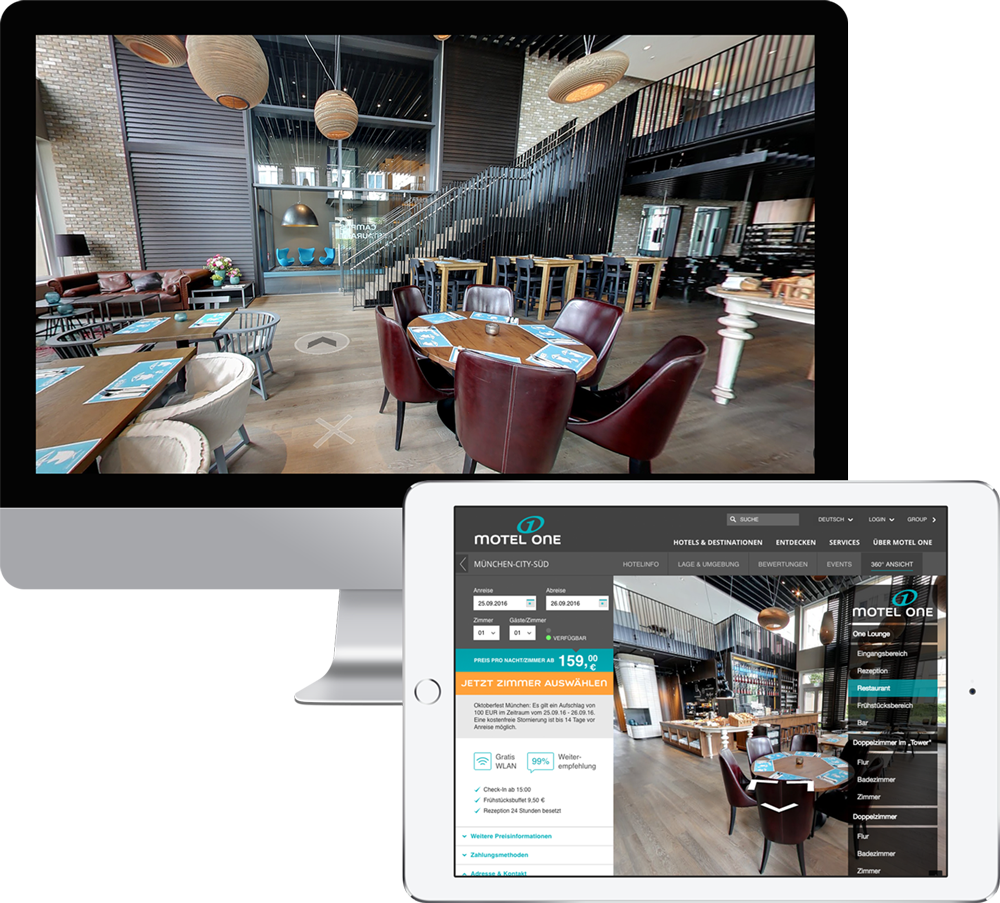 CAMP
SUCHE
DEUTSCH
LOGIN
GROUP
MOTEL ONE
HOTELS & DESTINATIONEN
ENTDECKEN
SERVICES
ÜBER MOTEL ONE
MÜNCHEN-CITY-SÜD
HOTELINFO
LAGE & UMGEBUNG
BEWERTUNGEN
EVENTS
360° ANSICHT
Anreise
Abreise
25.09.2016
26.09.2016
Zimmer
Gäste/Zimmer
01
01
VERFÜGBAR
PREIS PRO NACHT/ZIMMER AB 159,00 €
JETZT ZIMMER AUSWÄHLEN
Oktoberfest München: Es gilt ein Aufschlag von
100 EUR im Zeitraum vom 25.09.16 - 26.09.16.
Eine kostenfreie Stornierung ist bis 14 Tage vor
Anreise möglich.
Gratis
WLAN
99%
Weiter-
empfehlung
Check-In ab 15:00
Frühstücksbuffet 9,50 €
Rezeption 24 Stunden besetzt
Weitere Preisinformationen
Zahlungsmethoden
Adresse & Kontakt
MOTEL ONE
One Lounge
Eingangsbereich
Rezeption
Restaurant
Frühstücksbereich
Bar
Doppelzimmer im „Tower"
Flur
Badezimmer
Zimmer
Doppelzimmer
Flur
Badezimmer
Zimmer